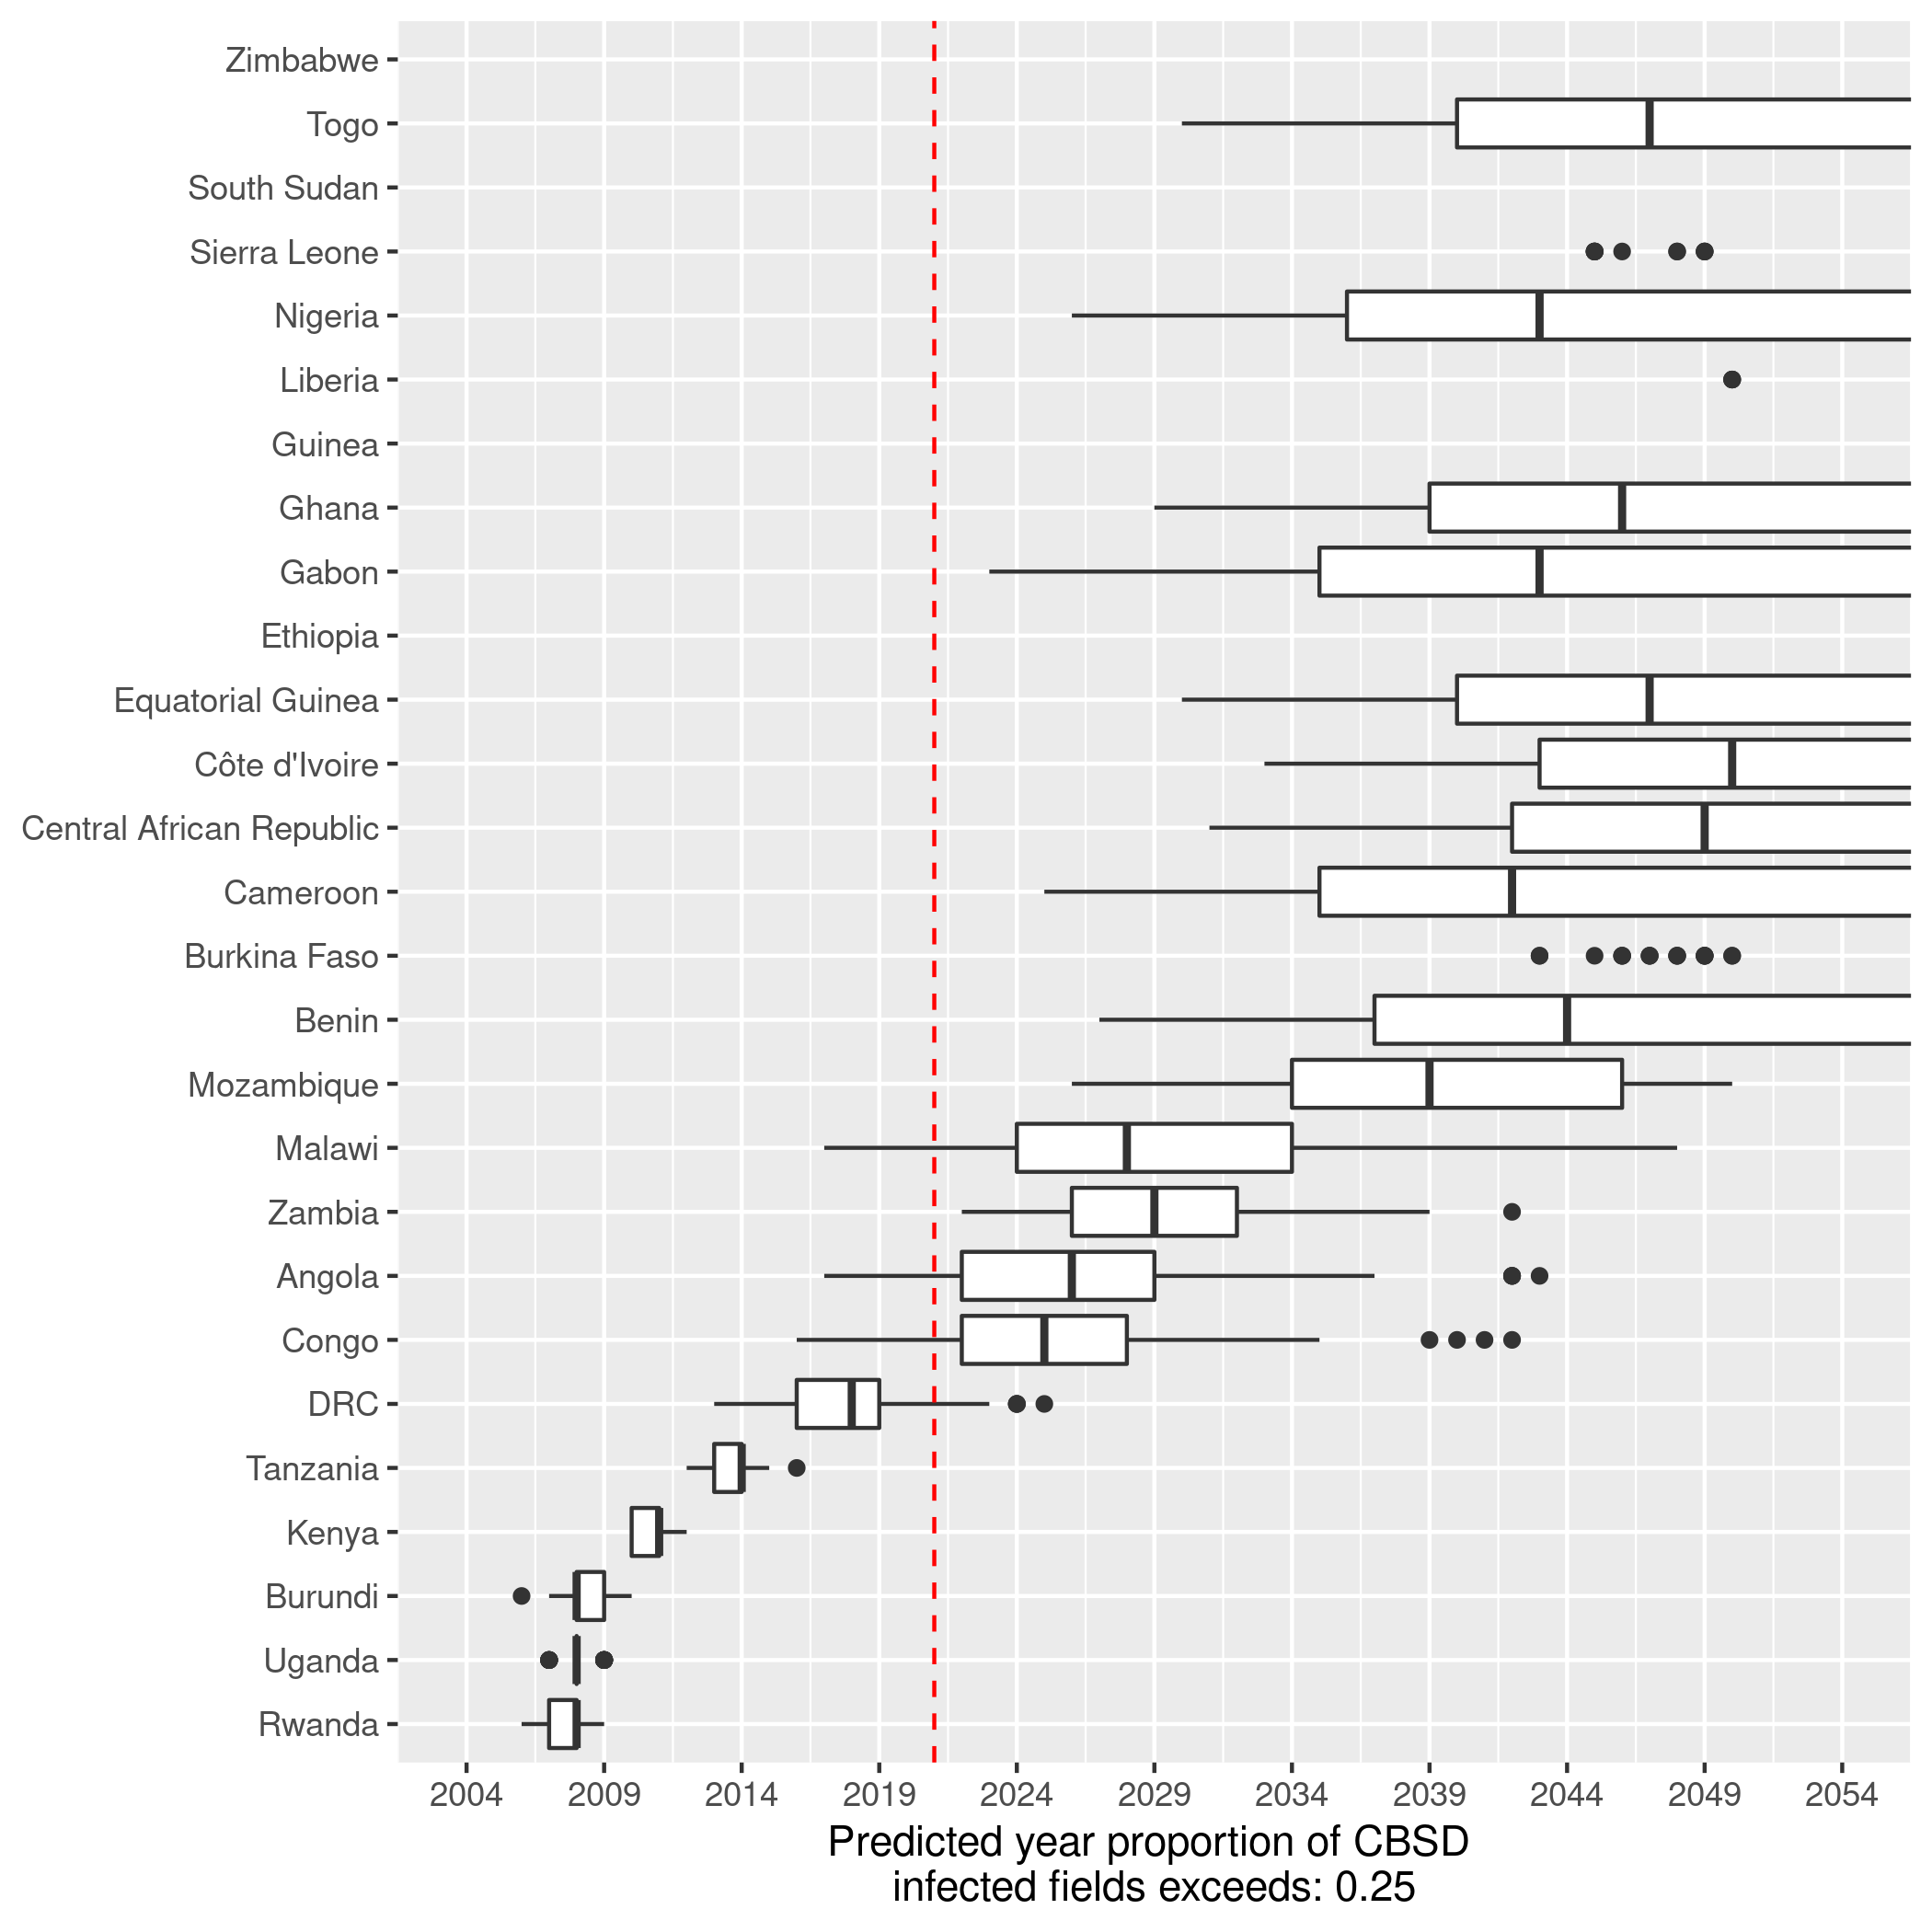 Zimbabwe
Togo
South Sudan
Sierra Leone
Nigeria
Liberia
Guinea
Ghana
Gabon
Ethiopia
Equatorial Guinea
Côte d'Ivoire
Central African Republic
Cameroon
Burkina Faso
Benin
Mozambique
Malawi
Zambia
Angola
Congo
DRC
Tanzania
Kenya
Burundi
Uganda
Rwanda
2004 2009 2014 2019 2024 2029 2034 2039 2044 2049 2054
Predicted year proportion of CBSD
infected fields exceeds: 0.25